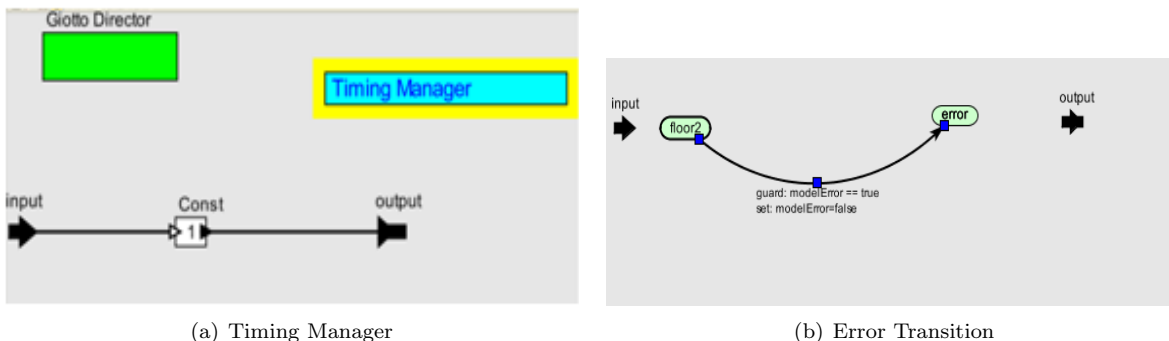 Giotto Director
Timing Manager
input
Const
1
output
(a) Timing Manager
input
floor2
error
output
guard: modelError == true
set: modelError=false
(b) Error Transition